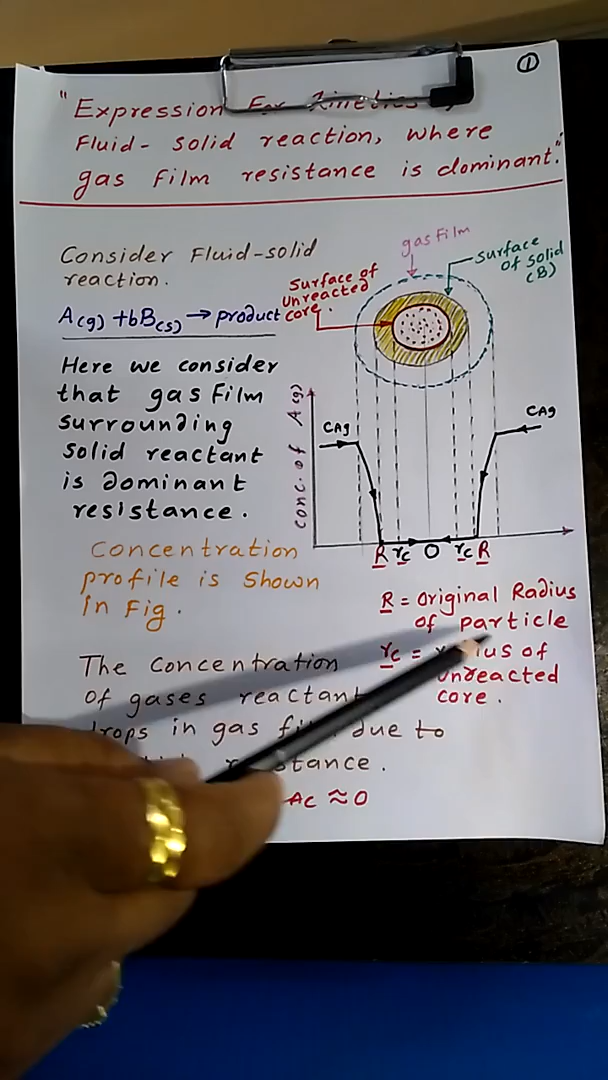 ①
"Expression For Kinetics
Fluid-solid reaction, where
gas film resistance is dominant."
Consider Fluid-solid
reaction.
A(g) + bB(s) → product
Here we consider
that gas film
surrounding
solid reactant
is dominant
resistance.
Concentration
profile is shown
in Fig.
gas film
surface
of solid
(B)
Surface of
unreacted
core.
conc. of A(g)
CAg
CAg
R rc O rc R
R = Original Radius
of particle
rc =
unreacted
core.
The concentration
of gases reactant
drops in gas due to
Ac ≈ 0